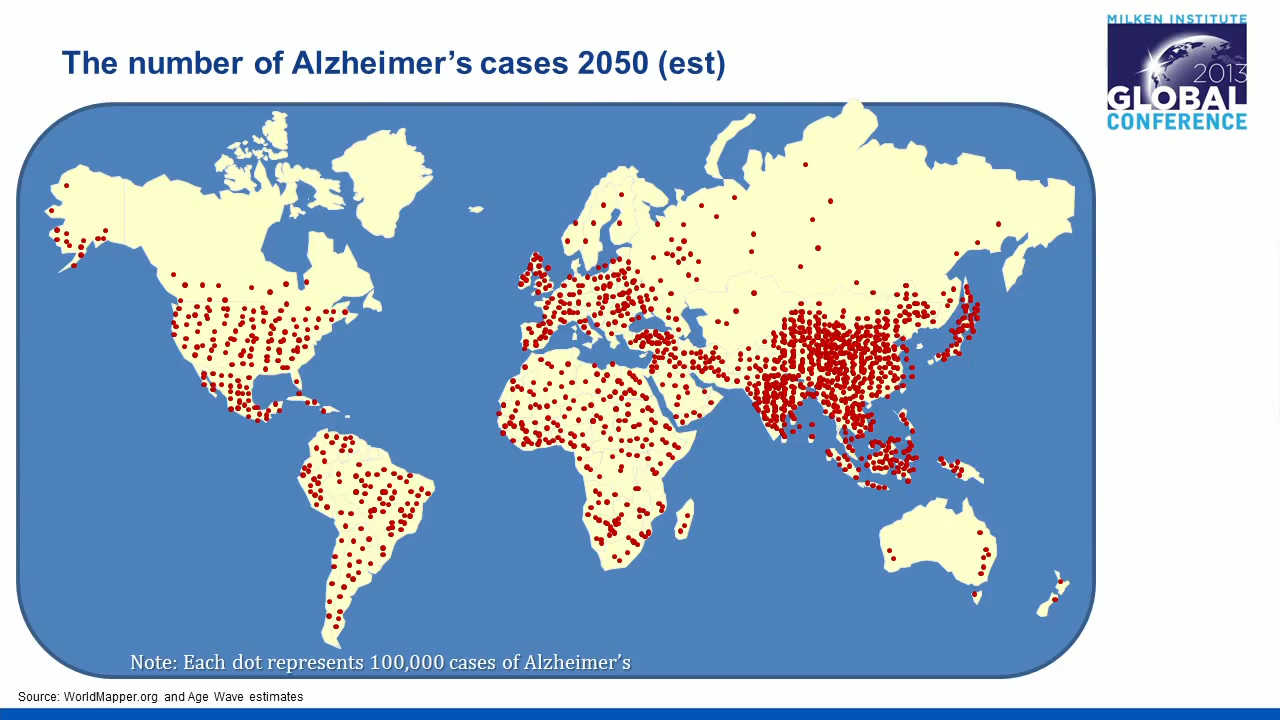 MILKEN INSTITUTE
2013
GLOBAL
CONFERENCE
The number of Alzheimer’s cases 2050 (est)
Note: Each dot represents 100,000 cases of Alzheimer’s
Source: WorldMapper.org and Age Wave estimates